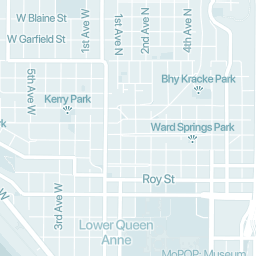 W Blaine St
W Garfield St
1st Ave W
1st Ave N
2nd Ave N
4th Ave N
5th Ave W
Kerry Park
Bhy Kracke Park
Ward Springs Park
Roy St
3rd Ave W
Lower Queen
Anne
MoPOP: Museum